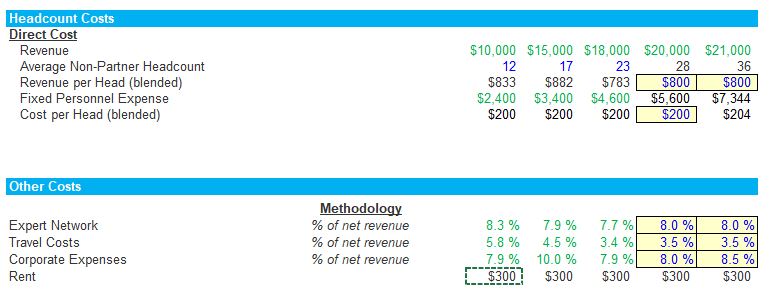 Headcount Costs
Direct Cost
Revenue $10,000 $15,000 $18,000 $20,000 $21,000
Average Non-Partner Headcount 12 17 23 28 36
Revenue per Head (blended) $833 $882 $783 $800 $800
Fixed Personnel Expense $2,400 $3,400 $4,600 $5,600 $7,344
Cost per Head (blended) $200 $200 $200 $200 $204
Other Costs
Methodology
Expert Network % of net revenue 8.3 % 7.9 % 7.7 % 8.0 % 8.0 %
Travel Costs % of net revenue 5.8 % 4.5 % 3.4 % 3.5 % 3.5 %
Corporate Expenses % of net revenue 7.9 % 10.0 % 7.9 % 8.0 % 8.5 %
Rent $300 $300 $300 $300 $300